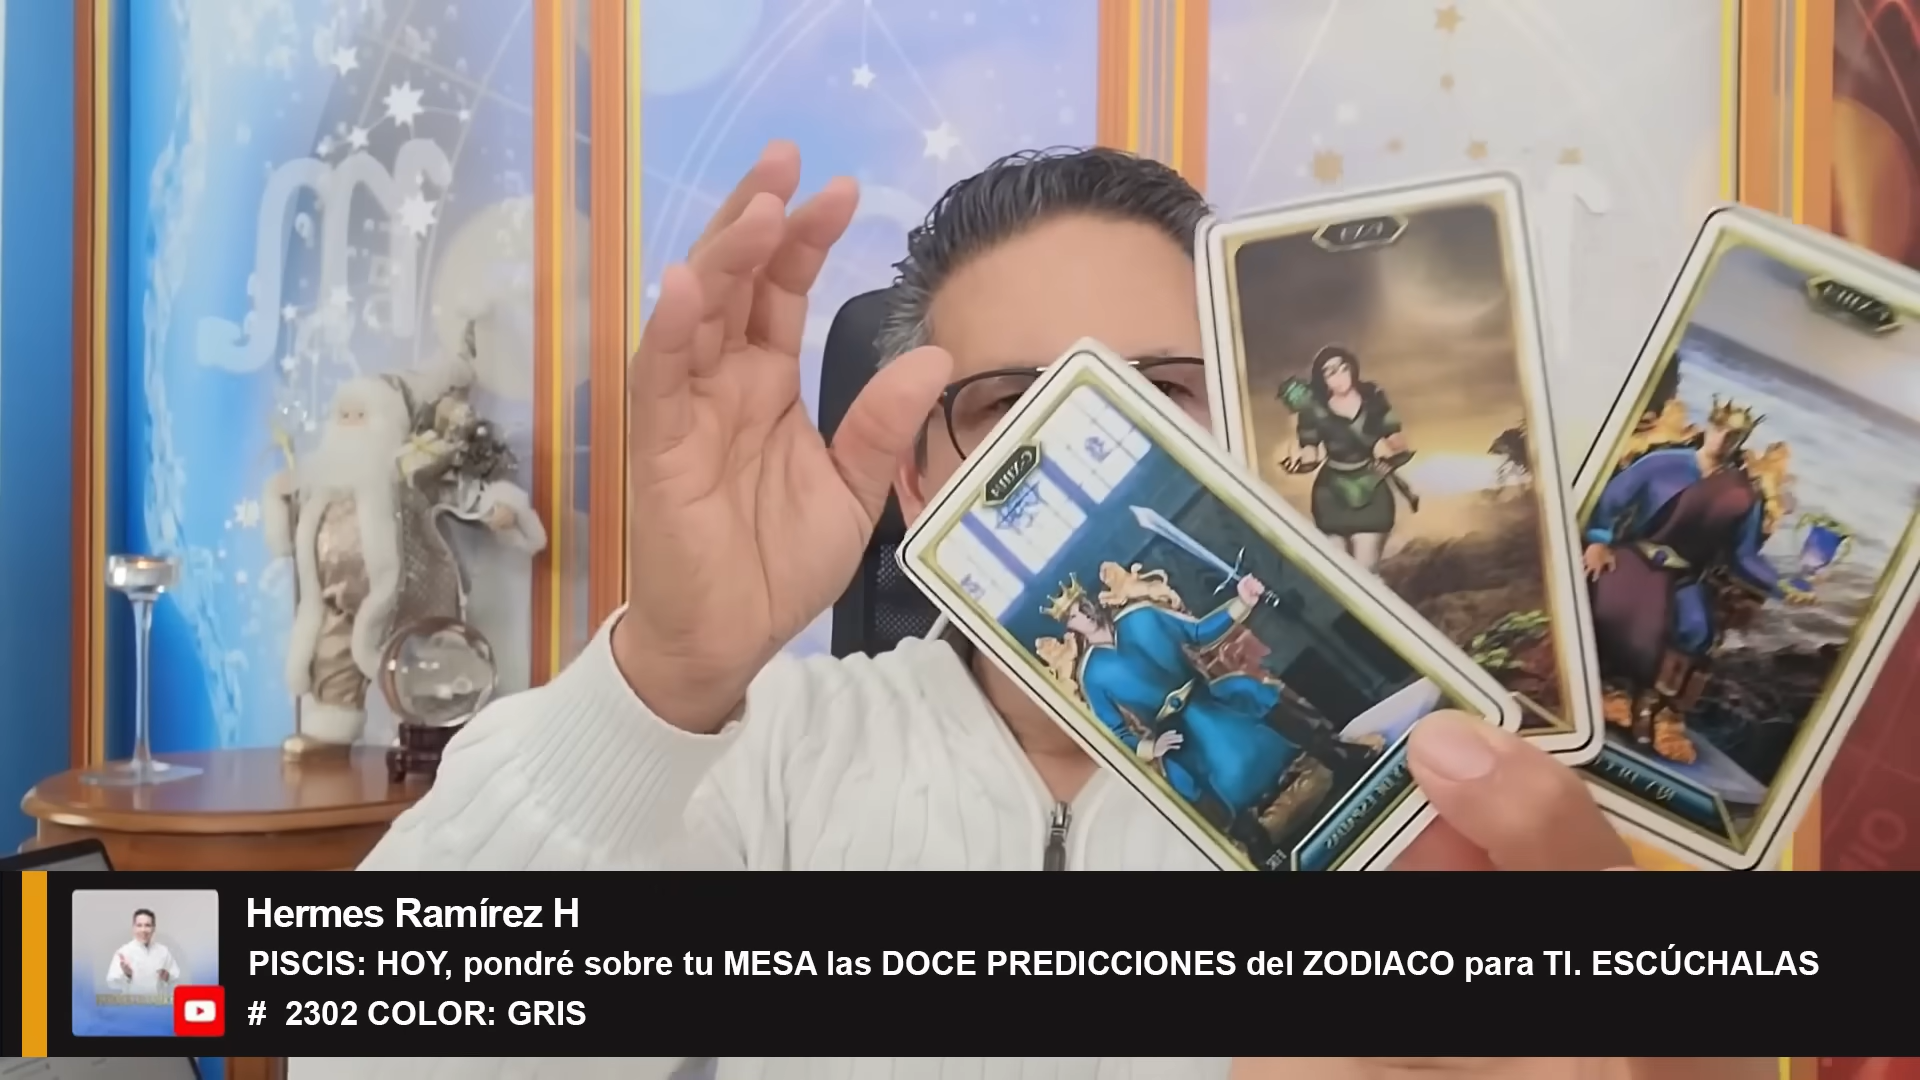 Hermes Ramírez H
PISCIS: HOY, pondré sobre tu MESA las DOCE PREDICCIONES del ZODIACO para TI. ESCÚCHALAS
# 2302 COLOR: GRIS